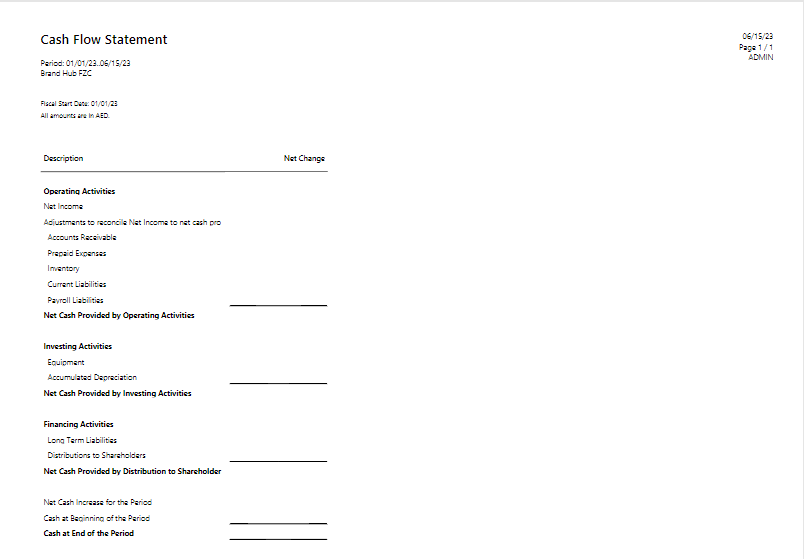 Cash Flow Statement
06/15/23
Page 1 / 1
ADMIN
Period: 01/01/23..06/15/23
Brand Hub FZC
Fiscal Start Date: 01/01/23
All amounts are in AED.
Description Net Change
Operating Activities
Net Income
Adjustments to reconcile Net Income to net cash pro
Accounts Receivable
Prepaid Expenses
Inventory
Current Liabilities
Payroll Liabilities
Net Cash Provided by Operating Activities
Investing Activities
Equipment
Accumulated Depreciation
Net Cash Provided by Investing Activities
Financing Activities
Long Term Liabilities
Distributions to Shareholders
Net Cash Provided by Distribution to Shareholder
Net Cash Increase for the Period
Cash at Beginning of the Period
Cash at End of the Period